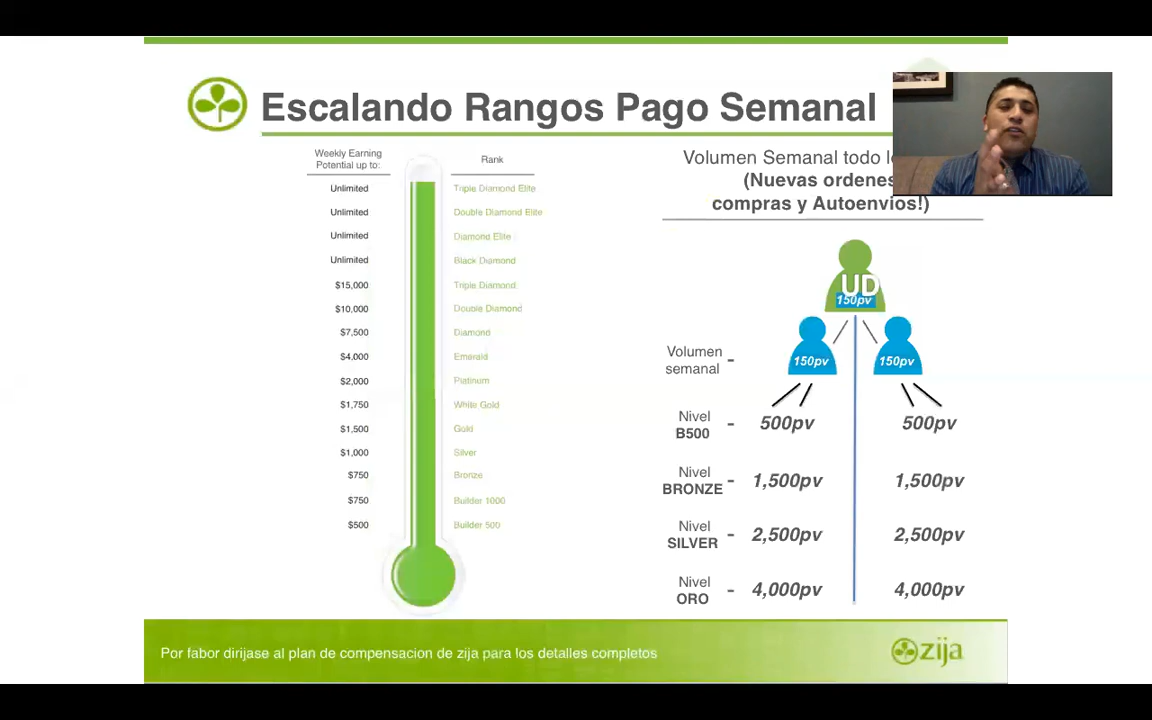 Escalando Rangos Pago Semanal
Weekly Earning
Potential up to:
Rank
Unlimited Triple Diamond Elite
Unlimited Double Diamond Elite
Unlimited Diamond Elite
Unlimited Black Diamond
$15,000 Triple Diamond
$10,000 Double Diamond
$7,500 Diamond
$4,000 Emerald
$2,000 Platinum
$1,750 White Gold
$1,500 Gold
$1,000 Silver
$750 Bronze
$750 Builder 1000
$500 Builder 500
Volumen Semanal todo
(Nuevas ordenes
compras y Autoenvios!)
UD
150pv
Volumen
semanal -
150pv 150pv
Nivel
B500 - 500pv 500pv
Nivel
BRONZE - 1,500pv 1,500pv
Nivel
SILVER - 2,500pv 2,500pv
Nivel
ORO - 4,000pv 4,000pv
Por fabor dirijase al plan de compensacion de zija para los detalles completos
zija